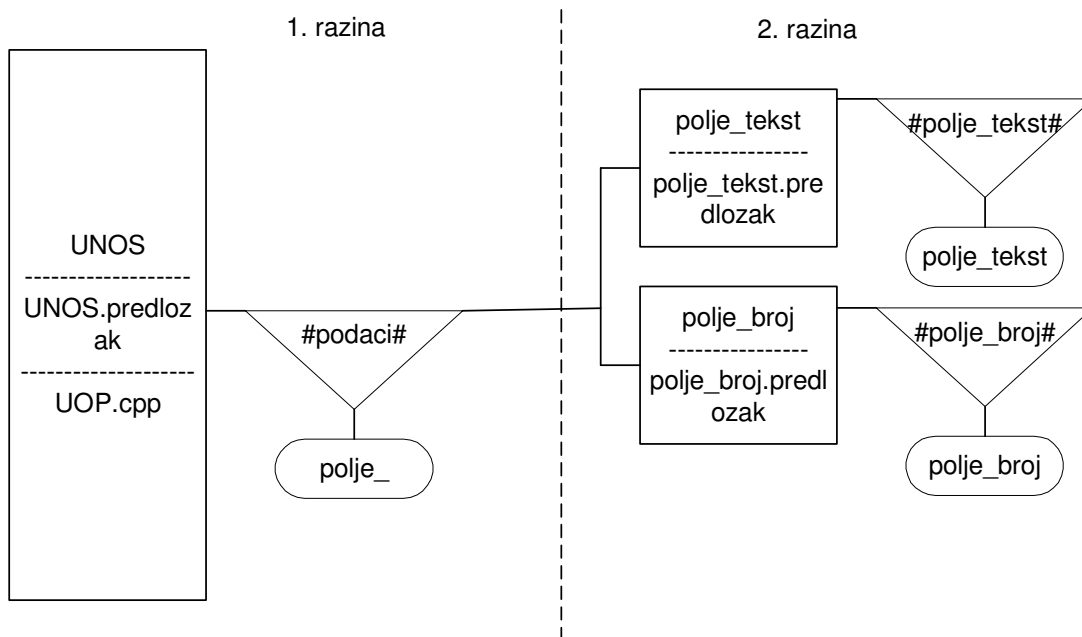 1. razina
2. razina
UNOS
-------------------
UNOS.predloz
ak
-------------------
UOP.cpp
#podaci#
polje_
polje_tekst
----------------
polje_tekst.pre
dlozak
#polje_tekst#
polje_tekst
polje_broj
----------------
polje_broj.predl
ozak
#polje_broj#
polje_broj